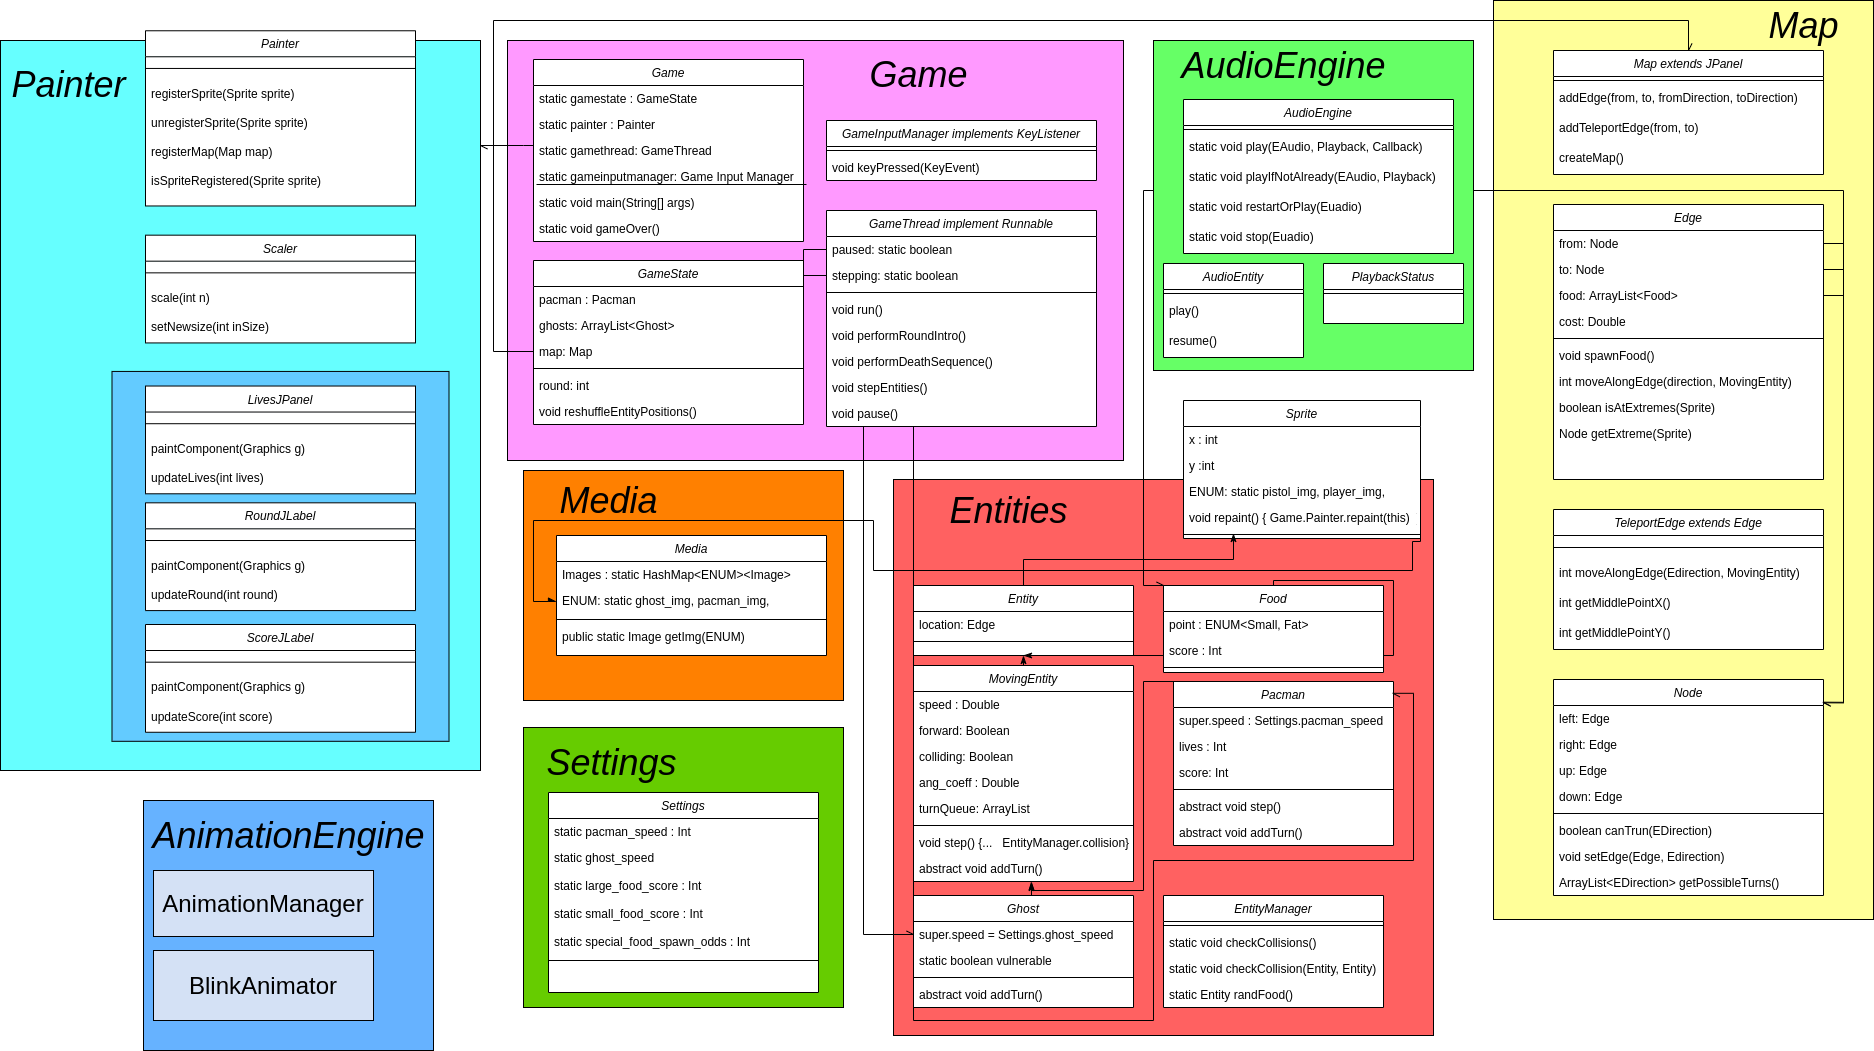 Painter
Painter
registerSprite(Sprite sprite)
unregisterSprite(Sprite sprite)
registerMap(Map map)
isSpriteRegistered(Sprite sprite)
Scaler
scale(int n)
setNewsize(int inSize)
LivesJPanel
paintComponent(Graphics g)
updateLives(int lives)
RoundJLabel
paintComponent(Graphics g)
updateRound(int round)
ScoreJLabel
paintComponent(Graphics g)
updateScore(int score)
AnimationEngine
AnimationManager
BlinkAnimator
Game
Game
static gamestate : GameState
static painter : Painter
static gamethread: GameThread
static gameinputmanager: Game Input Manager
static void main(String[] args)
static void gameOver()
GameState
pacman : Pacman
ghosts: ArrayList<Ghost>
map: Map
round: int
void reshuffleEntityPositions()
GameInputManager implements KeyListener
void keyPressed(KeyEvent)
GameThread implement Runnable
paused: static boolean
stepping: static boolean
void run()
void performRoundIntro()
void performDeathSequence()
void stepEntities()
void pause()
Media
Media
Images : static HashMap<ENUM><Image>
ENUM: static ghost_img, pacman_img,
public static Image getImg(ENUM)
Settings
Settings
static pacman_speed : Int
static ghost_speed
static large_food_score : Int
static small_food_score : Int
static special_food_spawn_odds : Int
AudioEngine
AudioEngine
static void play(EAudio, Playback, Callback)
static void playIfNotAlready(EAudio, Playback)
static void restartOrPlay(Euadio)
static void stop(Euadio)
AudioEntity
play()
resume()
PlaybackStatus
Sprite
x : int
y :int
ENUM: static pistol_img, player_img,
void repaint() { Game.Painter.repaint(this)
Entities
Entity
location: Edge
MovingEntity
speed : Double
forward: Boolean
colliding: Boolean
ang_coeff : Double
turnQueue: ArrayList
void step() {... EntityManager.collision}
abstract void addTurn()
Ghost
super.speed = Settings.ghost_speed
static boolean vulnerable
abstract void addTurn()
Food
point : ENUM<Small, Fat>
score : Int
Pacman
super.speed : Settings.pacman_speed
lives : Int
score: Int
abstract void step()
abstract void addTurn()
EntityManager
static void checkCollisions()
static void checkCollision(Entity, Entity)
static Entity randFood()
Map
Map extends JPanel
addEdge(from, to, fromDirection, toDirection)
addTeleportEdge(from, to)
createMap()
Edge
from: Node
to: Node
food: ArrayList<Food>
cost: Double
void spawnFood()
int moveAlongEdge(direction, MovingEntity)
boolean isAtExtremes(Sprite)
Node getExtreme(Sprite)
TeleportEdge extends Edge
int moveAlongEdge(Edirection, MovingEntity)
int getMiddlePointX()
int getMiddlePointY()
Node
left: Edge
right: Edge
up: Edge
down: Edge
boolean canTrun(EDirection)
void setEdge(Edge, Edirection)
ArrayList<EDirection> getPossibleTurns()